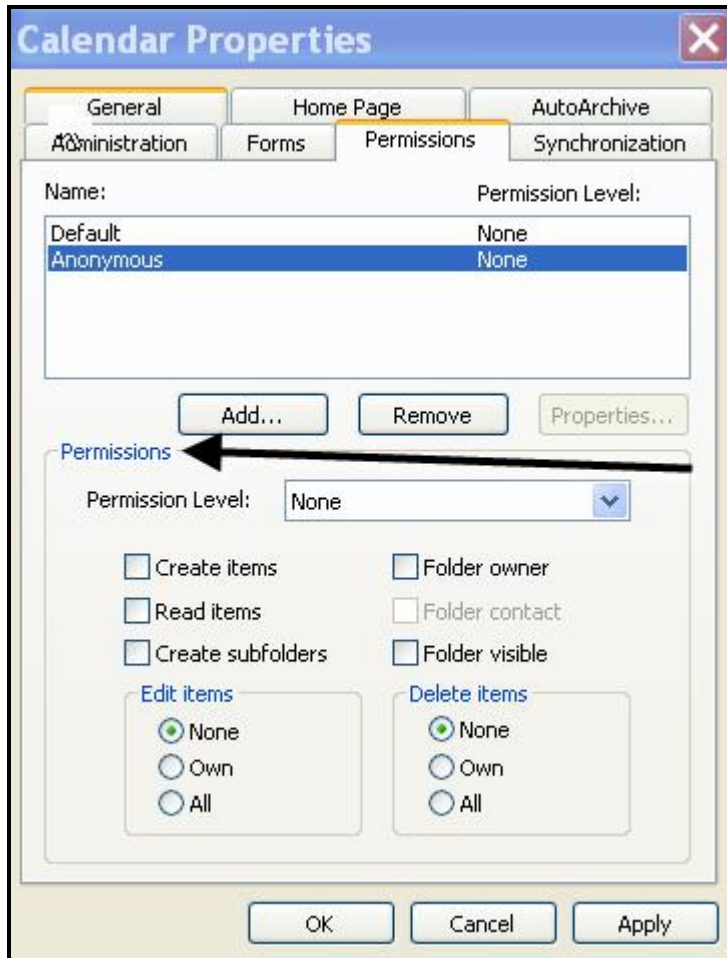 Calendar Properties
General Home Page AutoArchive
Administration Forms Permissions Synchronization
Name: Permission Level:
Default None
Anonymous None
Add... Remove Properties...
Permissions
Permission Level: None
Create items Folder owner
Read items Folder contact
Create subfolders Folder visible
Edit items Delete items
None None
Own Own
All All
OK Cancel Apply